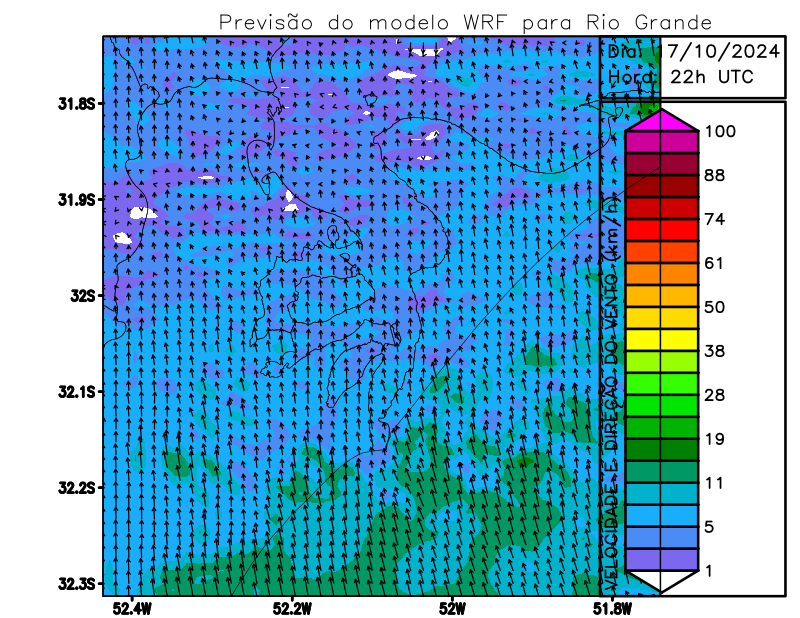 Previsão do modelo WRF para Rio Grande
Dia: 17/10/2024
Hora: 22h UTC
VELOCIDADE E DIREÇÃO DO VENTO (km/h)
100
88
74
61
50
38
28
19
11
5
1
31.8S
31.9S
32S
32.1S
32.2S
32.3S
52.4W
52.2W
52W
51.8W